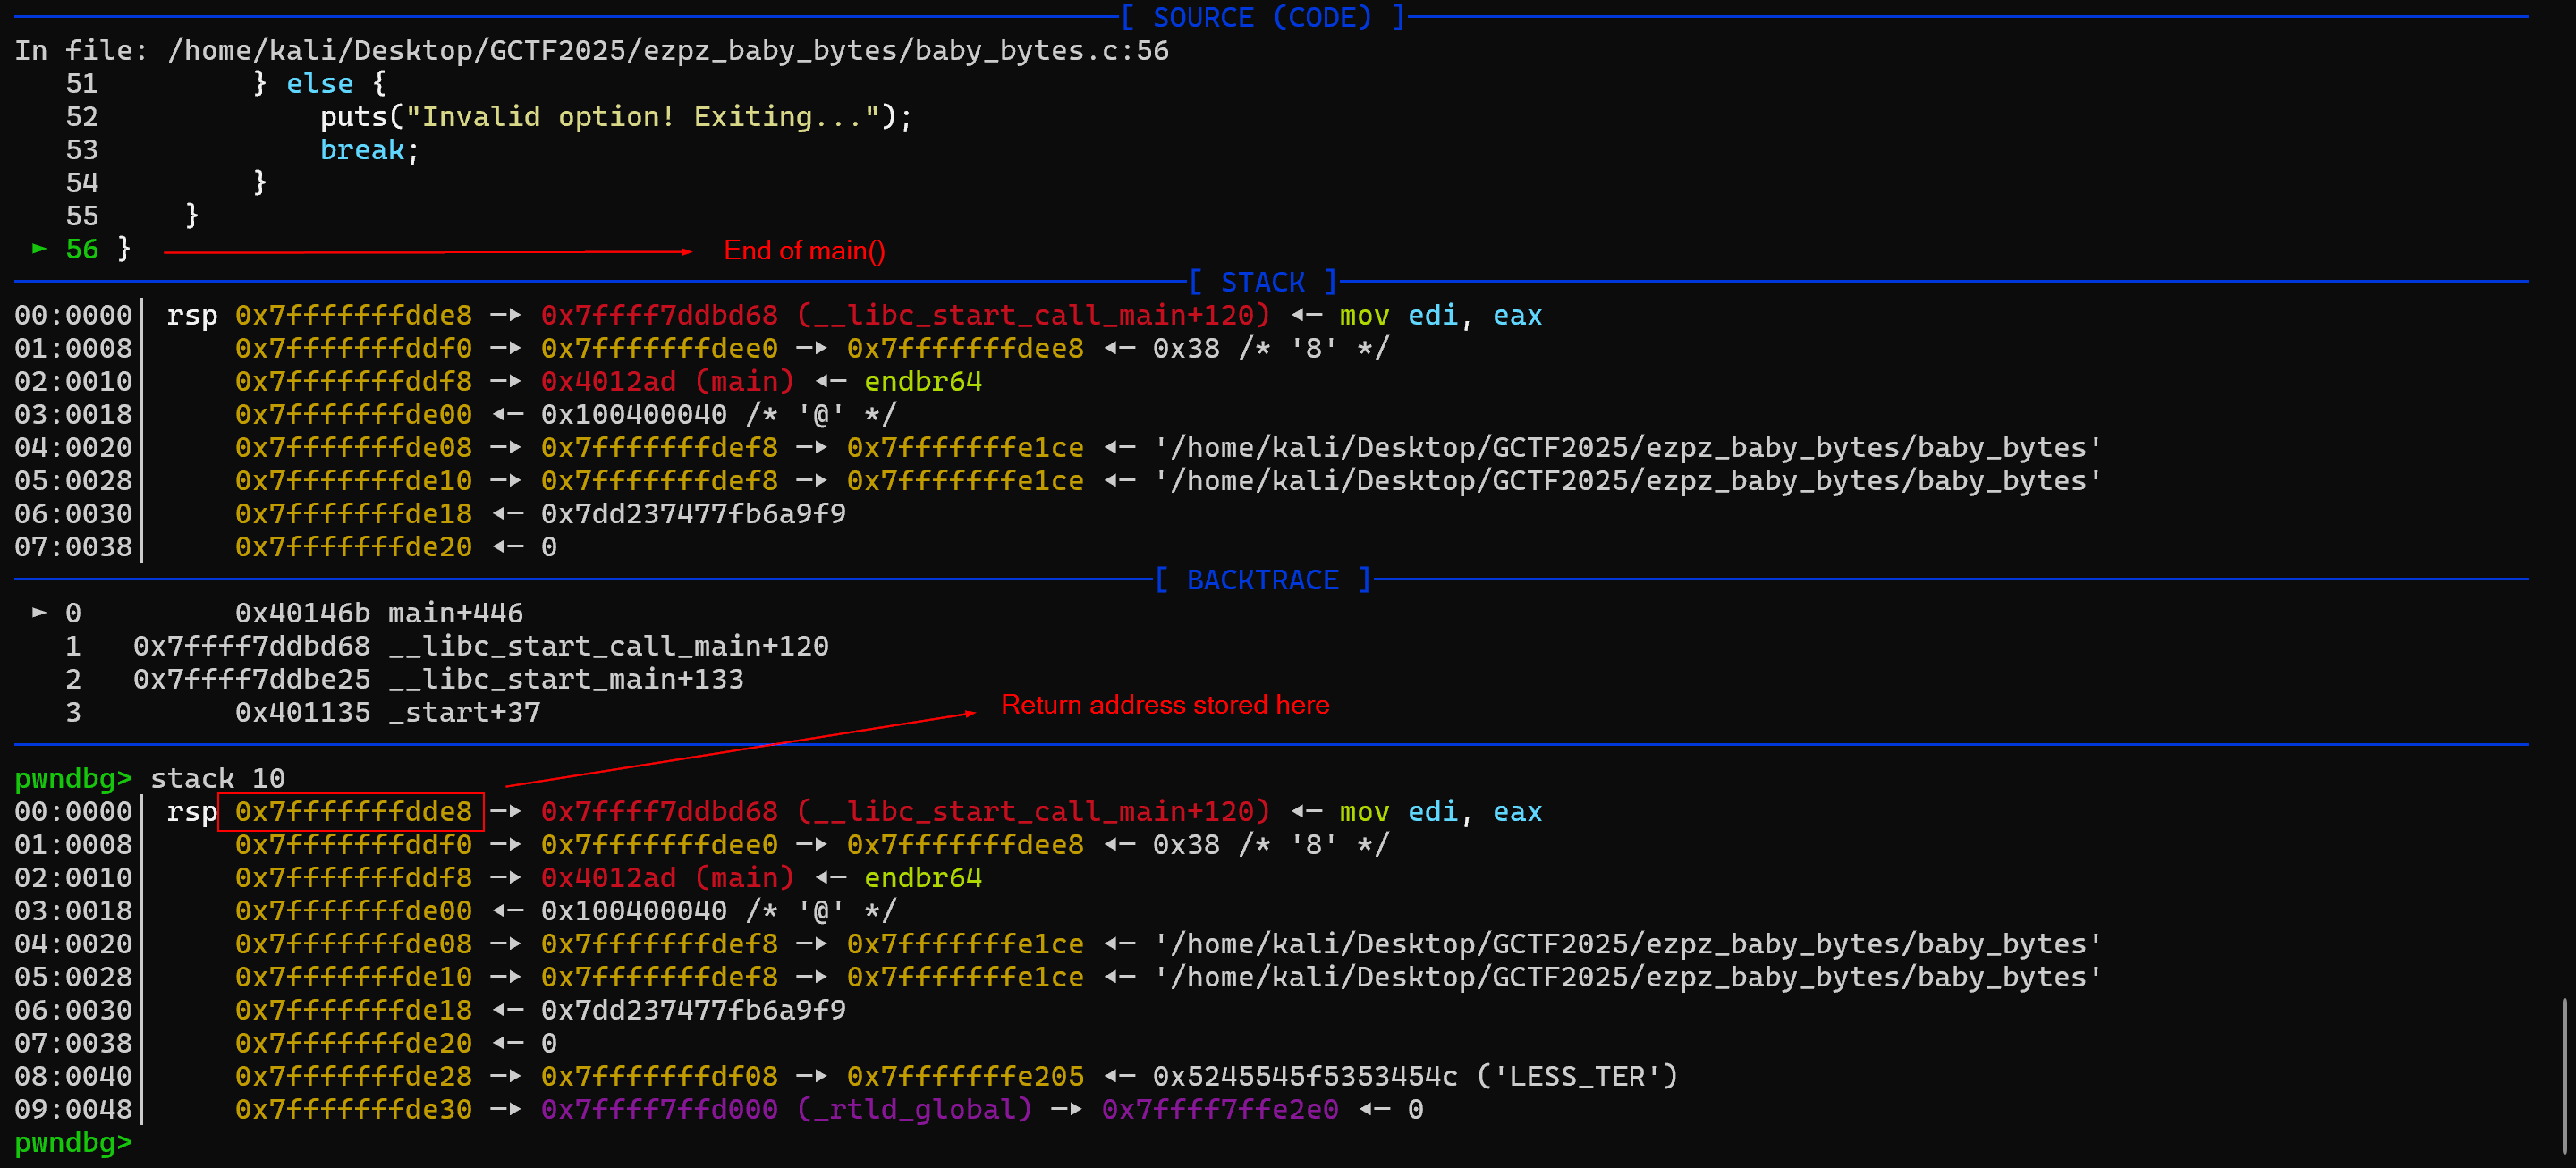 [ SOURCE (CODE) ]
In file: /home/kali/Desktop/GCTF2025/ezpz_baby_bytes/baby_bytes.c:56
51         } else {
52             puts("Invalid option! Exiting...");
53             break;
54         }
55     }
► 56 }
End of main()
[ STACK ]
00:0000│ rsp 0x7fffffffdde8 —▸ 0x7ffff7ddbd68 (__libc_start_call_main+120) ◂— mov edi, eax
01:0008│     0x7fffffffddf0 —▸ 0x7fffffffdee0 —▸ 0x7fffffffdee8 ◂— 0x38 /* '8' */
02:0010│     0x7fffffffddf8 —▸ 0x4012ad (main) ◂— endbr64
03:0018│     0x7fffffffde00 ◂— 0x100400040 /* '@' */
04:0020│     0x7fffffffde08 —▸ 0x7fffffffdef8 —▸ 0x7fffffffe1ce ◂— '/home/kali/Desktop/GCTF2025/ezpz_baby_bytes/baby_bytes'
05:0028│     0x7fffffffde10 —▸ 0x7fffffffdef8 —▸ 0x7fffffffe1ce ◂— '/home/kali/Desktop/GCTF2025/ezpz_baby_bytes/baby_bytes'
06:0030│     0x7fffffffde18 ◂— 0x7dd237477fb6a9f9
07:0038│     0x7fffffffde20 ◂— 0
[ BACKTRACE ]
► 0         0x40146b main+446
1   0x7ffff7ddbd68 __libc_start_call_main+120
2   0x7ffff7ddbe25 __libc_start_main+133
3         0x401135 _start+37
Return address stored here
pwndbg> stack 10
00:0000│ rsp 0x7fffffffdde8 —▸ 0x7ffff7ddbd68 (__libc_start_call_main+120) ◂— mov edi, eax
01:0008│     0x7fffffffddf0 —▸ 0x7fffffffdee0 —▸ 0x7fffffffdee8 ◂— 0x38 /* '8' */
02:0010│     0x7fffffffddf8 —▸ 0x4012ad (main) ◂— endbr64
03:0018│     0x7fffffffde00 ◂— 0x100400040 /* '@' */
04:0020│     0x7fffffffde08 —▸ 0x7fffffffdef8 —▸ 0x7fffffffe1ce ◂— '/home/kali/Desktop/GCTF2025/ezpz_baby_bytes/baby_bytes'
05:0028│     0x7fffffffde10 —▸ 0x7fffffffdef8 —▸ 0x7fffffffe1ce ◂— '/home/kali/Desktop/GCTF2025/ezpz_baby_bytes/baby_bytes'
06:0030│     0x7fffffffde18 ◂— 0x7dd237477fb6a9f9
07:0038│     0x7fffffffde20 ◂— 0
08:0040│     0x7fffffffde28 —▸ 0x7fffffffdf08 —▸ 0x7fffffffe205 ◂— 0x5245545f5353454c ('LESS_TER')
09:0048│     0x7fffffffde30 —▸ 0x7ffff7ffd000 (_rtld_global) —▸ 0x7ffff7ffe2e0 ◂— 0
pwndbg>